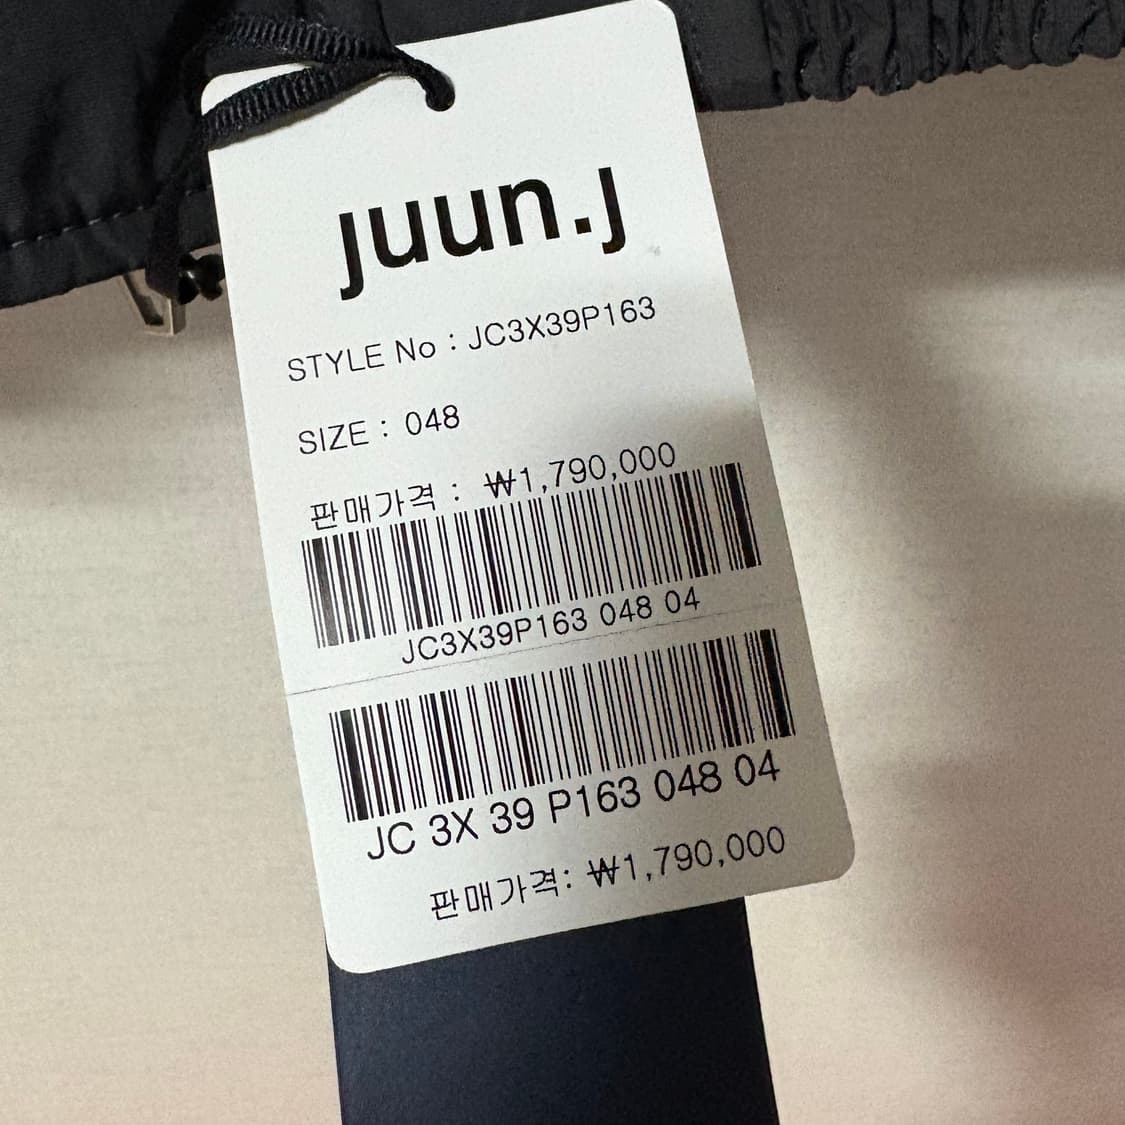 juun.j
STYLE No : JC3X39P163
SIZE : 048
판매가격 : ₩1,790,000
JC3X39P163 048 04
JC 3X 39 P163 048 04
판매가격: ₩1,790,000